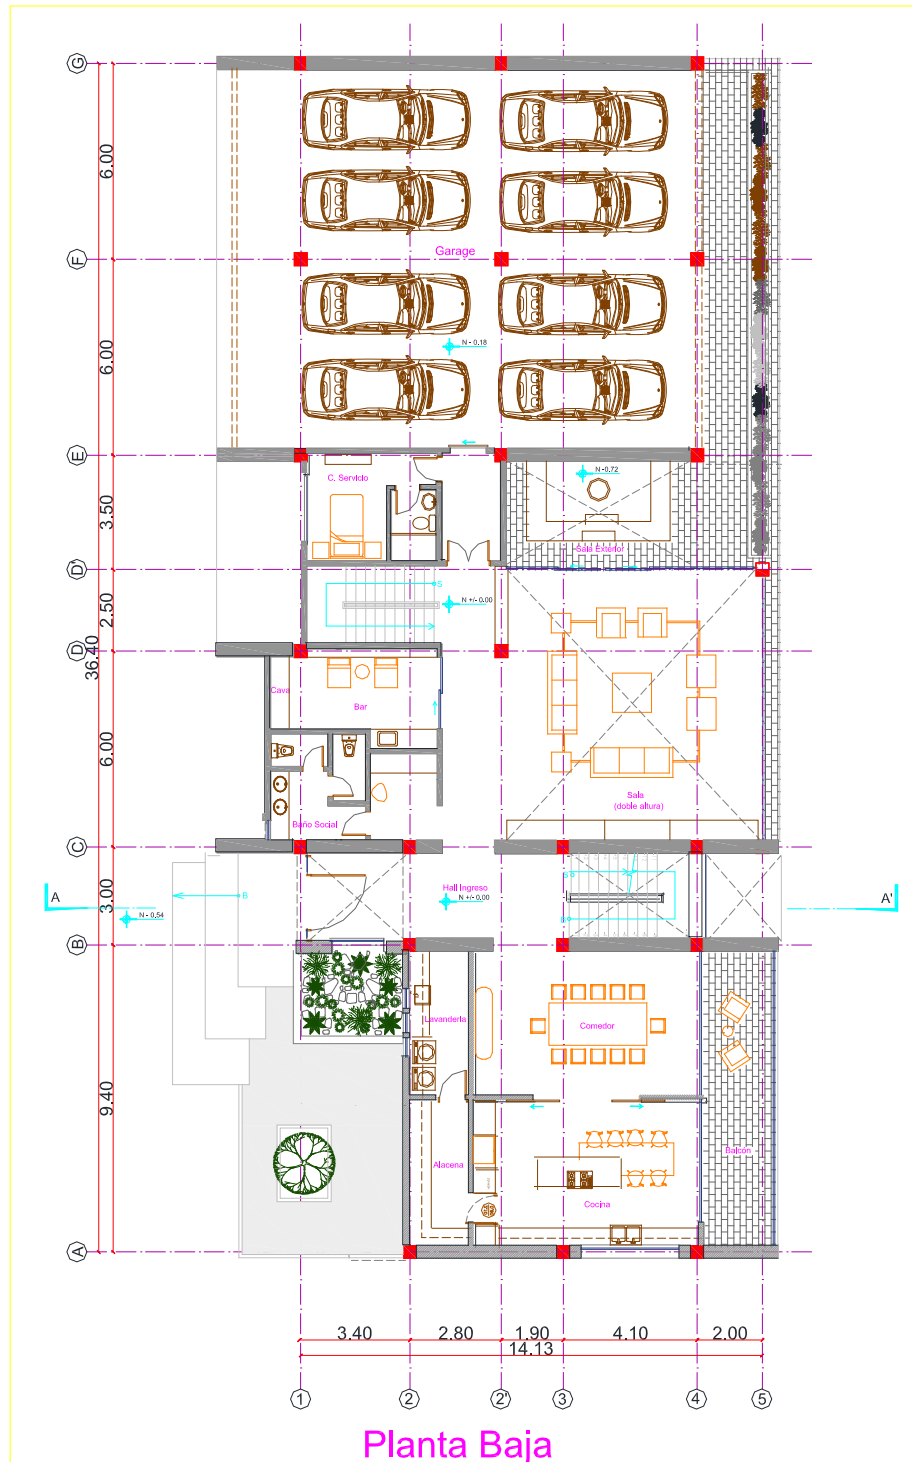 G
6.00
Garage
F
N - 0.18
6.00
E
N -0.72
C. Servicio
3.50
Sala Exterior
D'
S
N +/- 0.00
2.50
D
36.40
Cava
Bar
6.00
Sala
(doble altura)
Baño Social
C
S
B
Hall Ingreso
A
A'
3.00
N +/- 0.00
N - 0.54
B
B
Lavandería
Comedor
9.40
Alacena
Balcón
Cocina
A
3.40
2.80
1.90
4.10
2.00
14.13
1
2
2'
3
4
5
Planta Baja